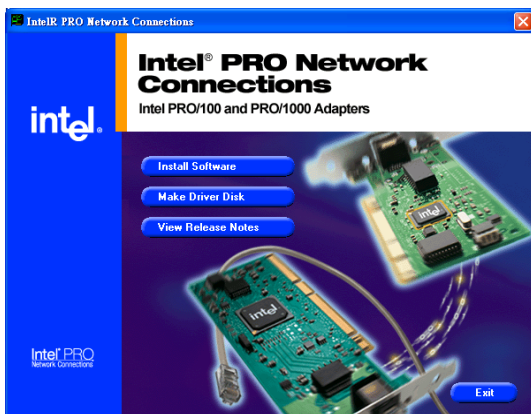 IntelR PRO Network Connections
Intel® PRO Network
Connections
Intel PRO/100 and PRO/1000 Adapters
intel®
Install Software
Make Driver Disk
View Release Notes
intel
intel
Intel® PRO
Network Connections
Exit